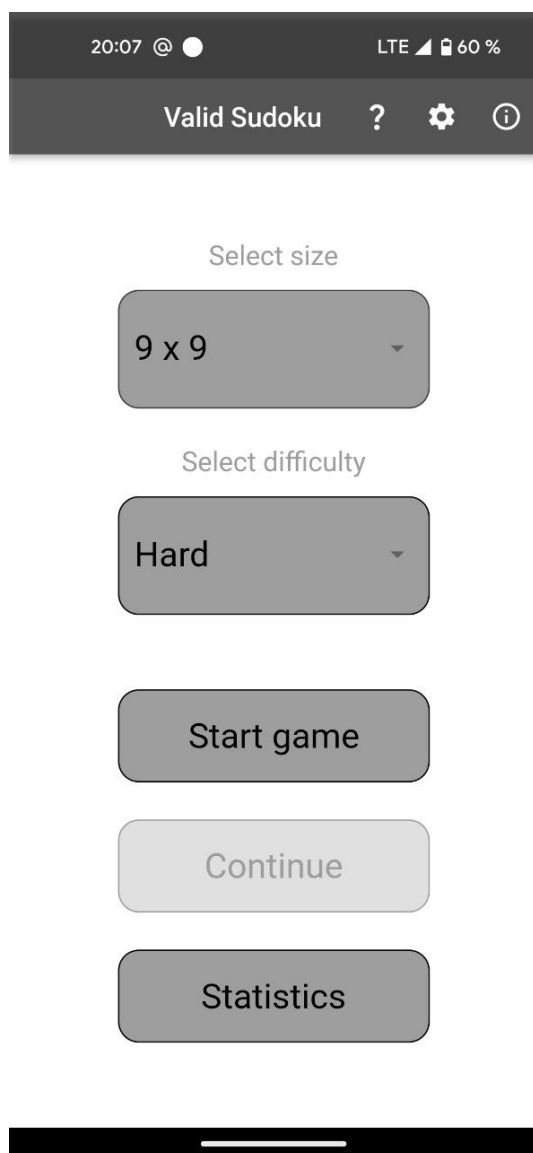 20:07 @ LTE 60 %
Valid Sudoku ?
Select size
9 x 9
Select difficulty
Hard
Start game
Continue
Statistics